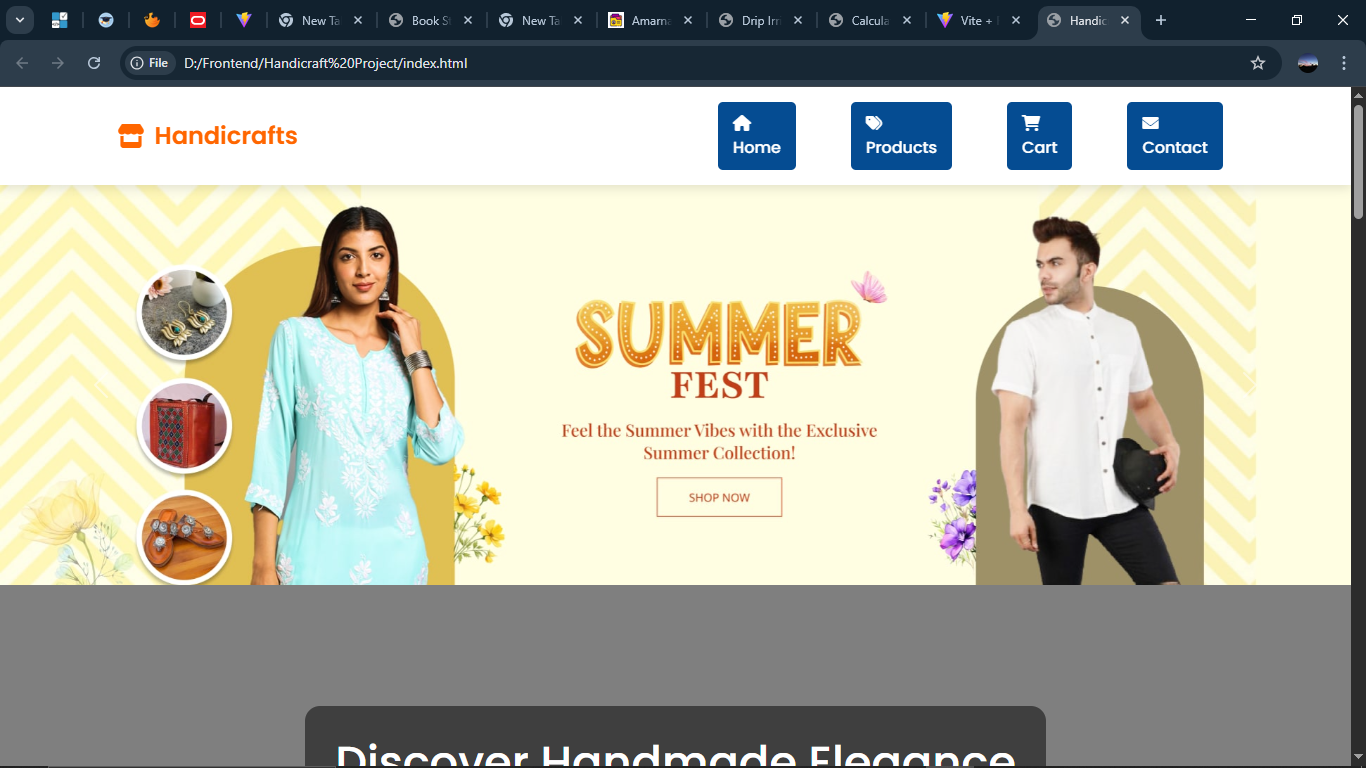 New Ta
Book St
New Ta
Amarna
Drip Irri
Calcula
Vite +
Handic
File
D:/Frontend/Handicraft%20Project/index.html
Handicrafts
Home
Products
Cart
Contact
SUMMER
FEST
Feel the Summer Vibes with the Exclusive
Summer Collection!
SHOP NOW
Discover Handmade Elegance